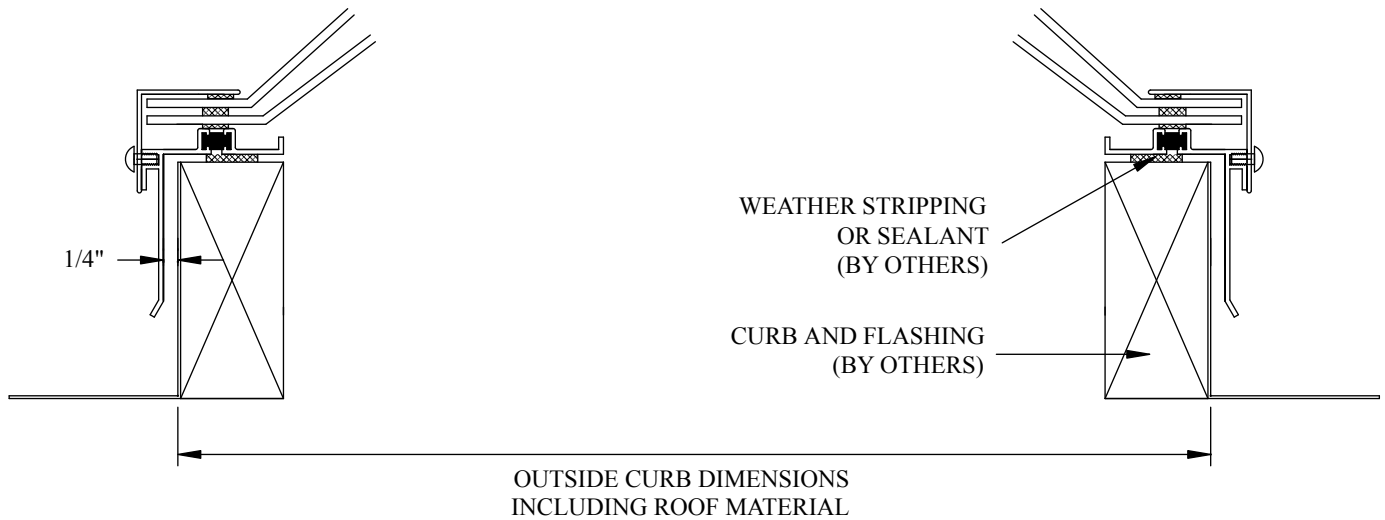 WEATHER STRIPPING
OR SEALANT
(BY OTHERS)
1/4"
CURB AND FLASHING
(BY OTHERS)
OUTSIDE CURB DIMENSIONS
INCLUDING ROOF MATERIAL